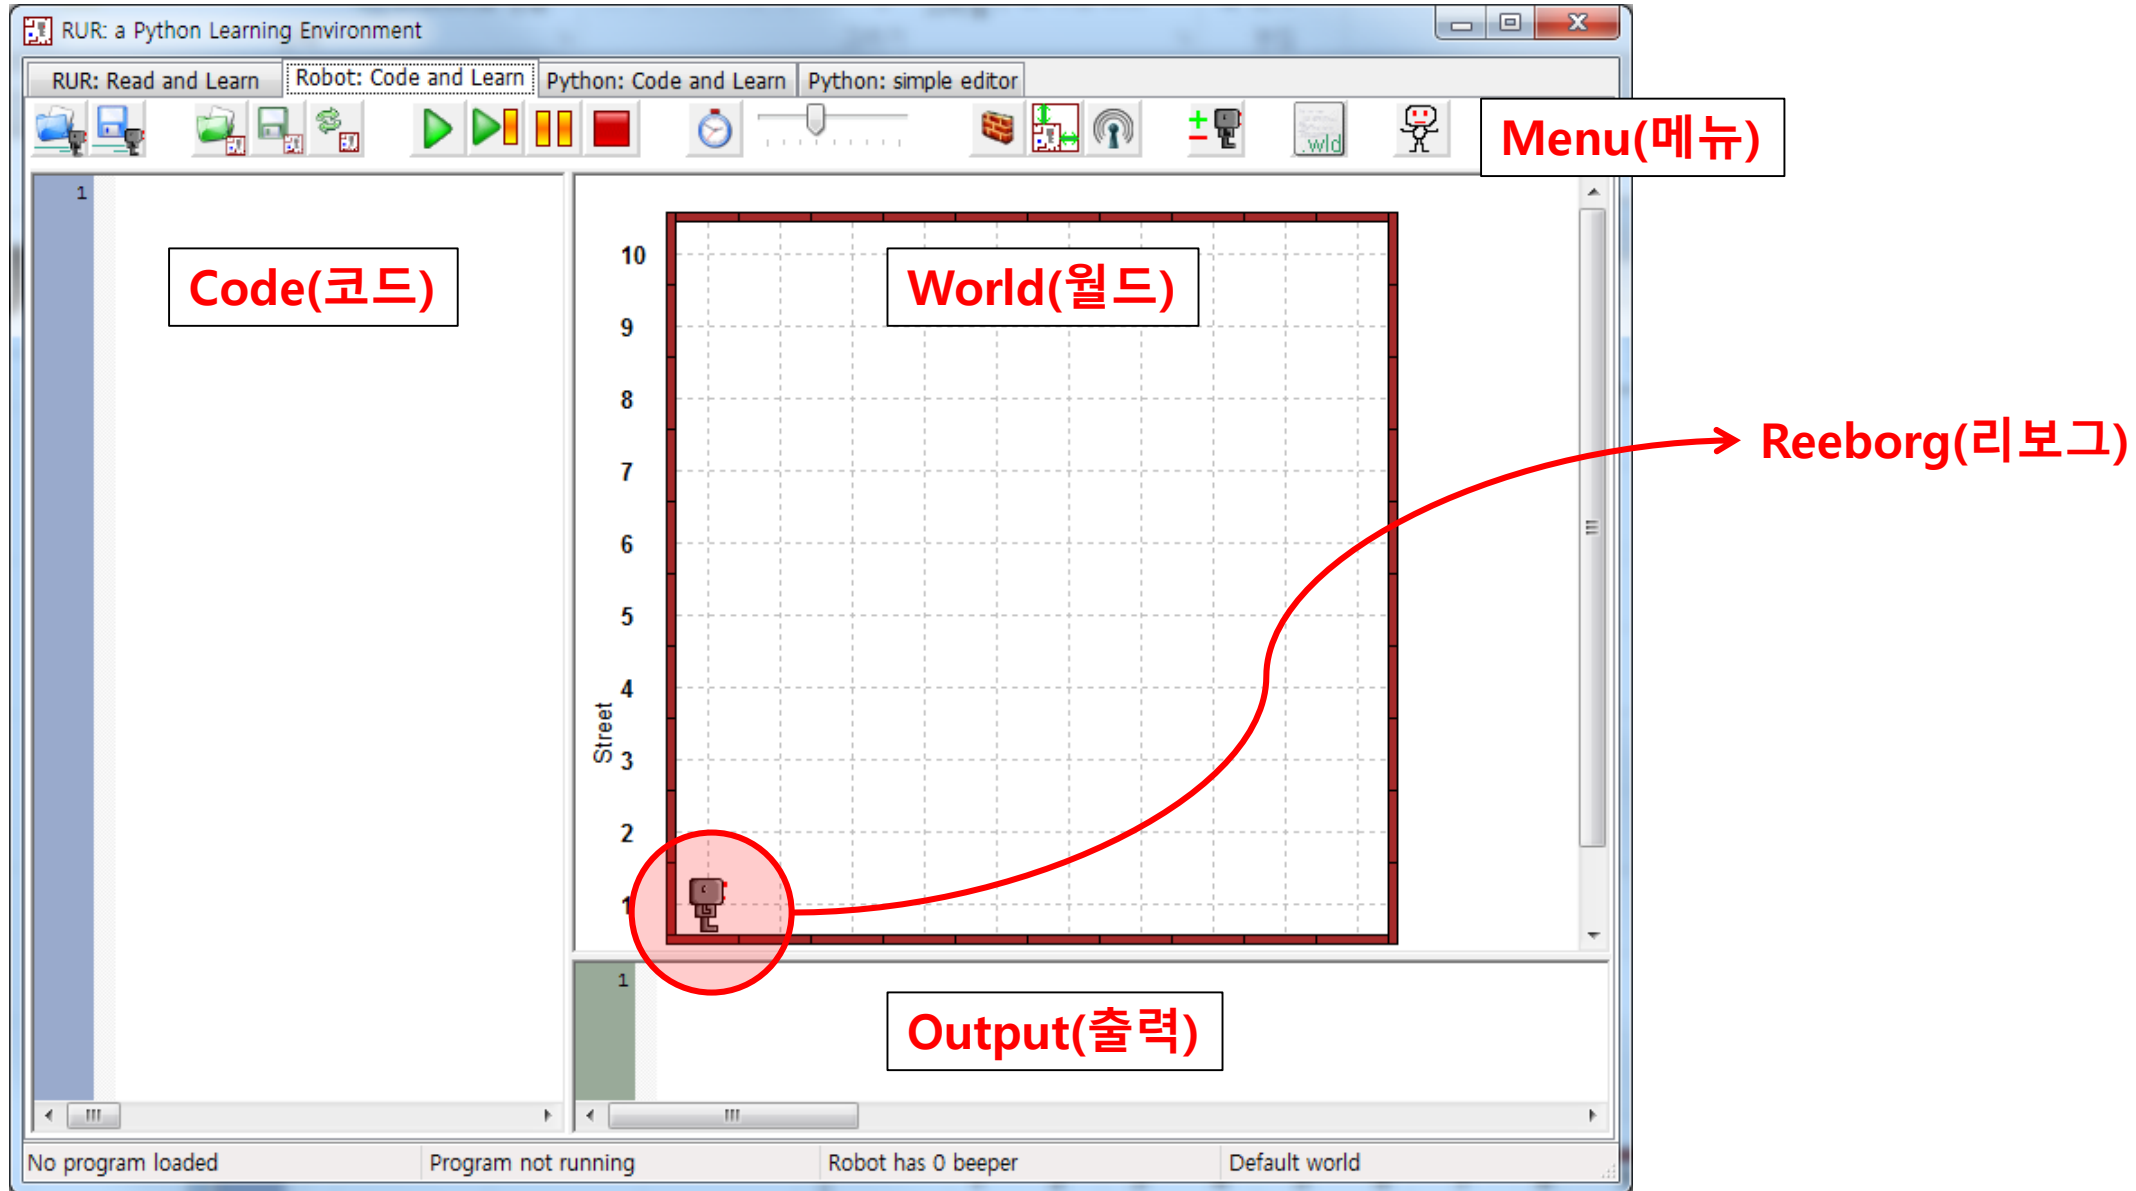 RUR: a Python Learning Environment
RUR: Read and Learn
Robot: Code and Learn
Python: Code and Learn
Python: simple editor
.wld
Menu(메뉴)
1
Code(코드)
World(월드)
10
9
8
7
6
5
4
3
2
1
Street
Reeborg(리보그)
1
Output(출력)
No program loaded
Program not running
Robot has 0 beeper
Default world